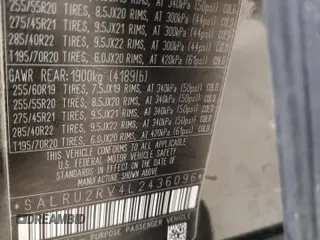 255/55R20 TIRES, 8.5JX20 RIMS, AT 340kPa (50psi) COLD
275/45R21 TIRES, 9.5JX21 RIMS, AT 300kPa (44psi) COLD
285/40R22 TIRES, 9.5JX22 RIMS, AT 300kPa (44psi) COLD
T195/70R20 TIRES, 6.0JX20 RIMS, AT 420kPa (61psi) COLD
GAWR REAR: 1900kg (4189lb)
255/60R19 TIRES, 7.5JX19 RIMS, AT 340kPa (50psi) COLD
255/55R20 TIRES, 8.5JX20 RIMS, AT 340kPa (50psi) COLD
275/45R21 TIRES, 9.5JX21 RIMS, AT 340kPa (50psi) COLD
285/40R22 TIRES, 9.5JX22 RIMS, AT 340kPa (50psi) COLD
T195/70R20 TIRES, 6.0JX20 RIMS, AT 420kPa (61psi) COLD
THIS VEHICLE CONFORMS TO ALL APPLICABLE
U.S. FEDERAL MOTOR VEHICLE SAFETY
STANDARDS IN EFFECT ON THE DATE OF
MANUFACTURE SHOWN ABOVE
*SALRU2RV4L2436096*
PURPOSE PASSENGER VEHICLE
DREAMBID.COM